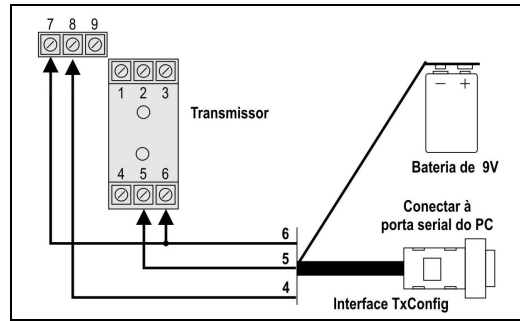 7 8 9
1 2 3
Transmissor
4 5 6
− +
Bateria de 9V
Conectar à
porta serial do PC
6
5
4
Interface TxConfig